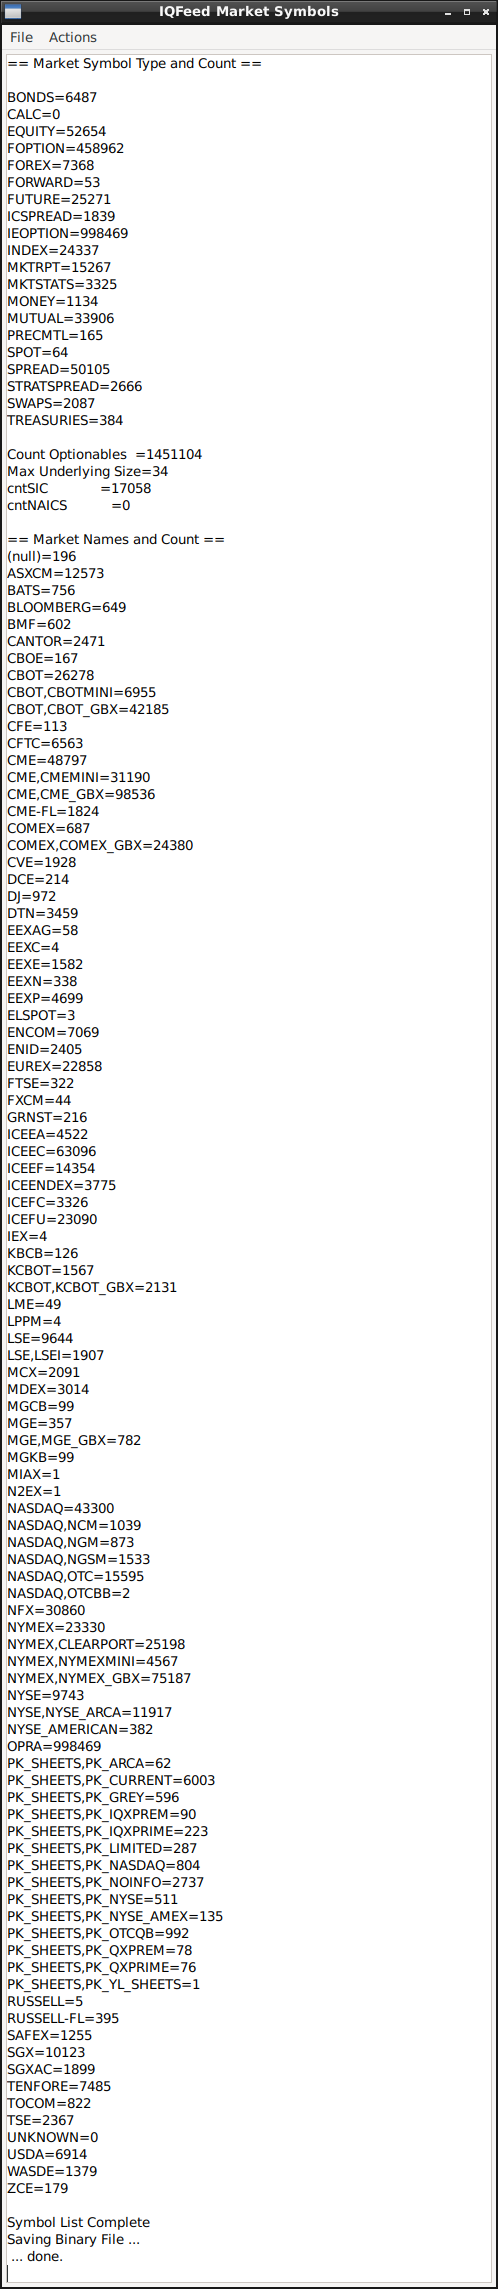 IQFeed Market Symbols
File Actions
== Market Symbol Type and Count ==
BONDS=6487
CALC=0
EQUITY=52654
FOPTION=458962
FOREX=7368
FORWARD=53
FUTURE=25271
ICSPREAD=1839
IEOPTION=998469
INDEX=24337
MKTRPT=15267
MKTSTATS=3325
MONEY=1134
MUTUAL=33906
PRECMTL=165
SPOT=64
SPREAD=50105
STRATSPREAD=2666
SWAPS=2087
TREASURIES=384
Count Optionables  =1451104
Max Underlying Size=34
cntSIC             =17058
cntNAICS           =0
== Market Names and Count ==
(null)=196
ASXCM=12573
BATS=756
BLOOMBERG=649
BMF=602
CANTOR=2471
CBOE=167
CBOT=26278
CBOT,CBOTMINI=6955
CBOT,CBOT_GBX=42185
CFE=113
CFTC=6563
CME=48797
CME,CMEMINI=31190
CME,CME_GBX=98536
CME-FL=1824
COMEX=687
COMEX,COMEX_GBX=24380
CVE=1928
DCE=214
DJ=972
DTN=3459
EEXAG=58
EEXC=4
EEXE=1582
EEXN=338
EEXP=4699
ELSPOT=3
ENCOM=7069
ENID=2405
EUREX=22858
FTSE=322
FXCM=44
GRNST=216
ICEEA=4522
ICEEC=63096
ICEEF=14354
ICEENDEX=3775
ICEFC=3326
ICEFU=23090
IEX=4
KBCB=126
KCBOT=1567
KCBOT,KCBOT_GBX=2131
LME=49
LPPM=4
LSE=9644
LSE,LSEI=1907
MCX=2091
MDEX=3014
MGCB=99
MGE=357
MGE,MGE_GBX=782
MGKB=99
MIAX=1
N2EX=1
NASDAQ=43300
NASDAQ,NCM=1039
NASDAQ,NGM=873
NASDAQ,NGSM=1533
NASDAQ,OTC=15595
NASDAQ,OTCBB=2
NFX=30860
NYMEX=23330
NYMEX,CLEARPORT=25198
NYMEX,NYMEXMINI=4567
NYMEX,NYMEX_GBX=75187
NYSE=9743
NYSE,NYSE_ARCA=11917
NYSE_AMERICAN=382
OPRA=998469
PK_SHEETS,PK_ARCA=62
PK_SHEETS,PK_CURRENT=6003
PK_SHEETS,PK_GREY=596
PK_SHEETS,PK_IQXPREM=90
PK_SHEETS,PK_IQXPRIME=223
PK_SHEETS,PK_LIMITED=287
PK_SHEETS,PK_NASDAQ=804
PK_SHEETS,PK_NOINFO=2737
PK_SHEETS,PK_NYSE=511
PK_SHEETS,PK_NYSE_AMEX=135
PK_SHEETS,PK_OTCQB=992
PK_SHEETS,PK_QXPREM=78
PK_SHEETS,PK_QXPRIME=76
PK_SHEETS,PK_YL_SHEETS=1
RUSSELL=5
RUSSELL-FL=395
SAFEX=1255
SGX=10123
SGXAC=1899
TENFORE=7485
TOCOM=822
TSE=2367
UNKNOWN=0
USDA=6914
WASDE=1379
ZCE=179
Symbol List Complete
Saving Binary File ...
... done.